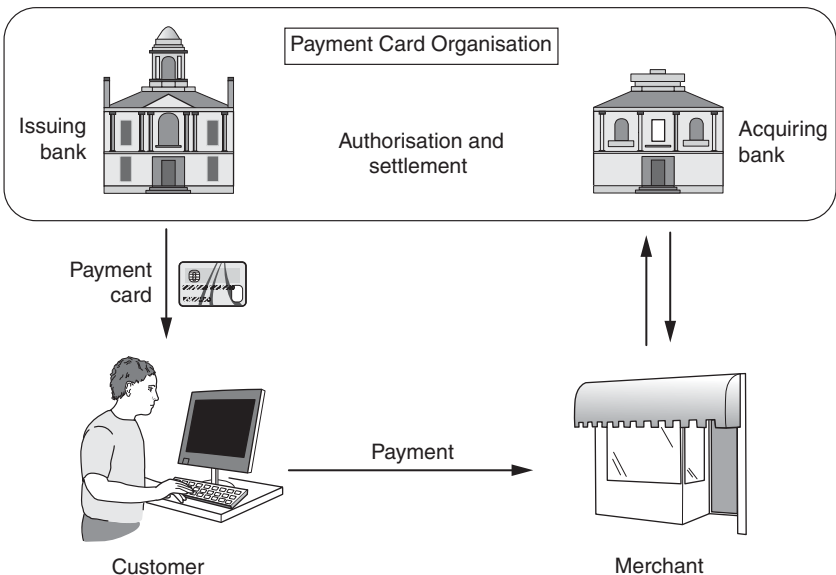 Payment Card Organisation
Issuing
bank
Authorisation and
settlement
Acquiring
bank
Payment
card
Payment
Customer
Merchant